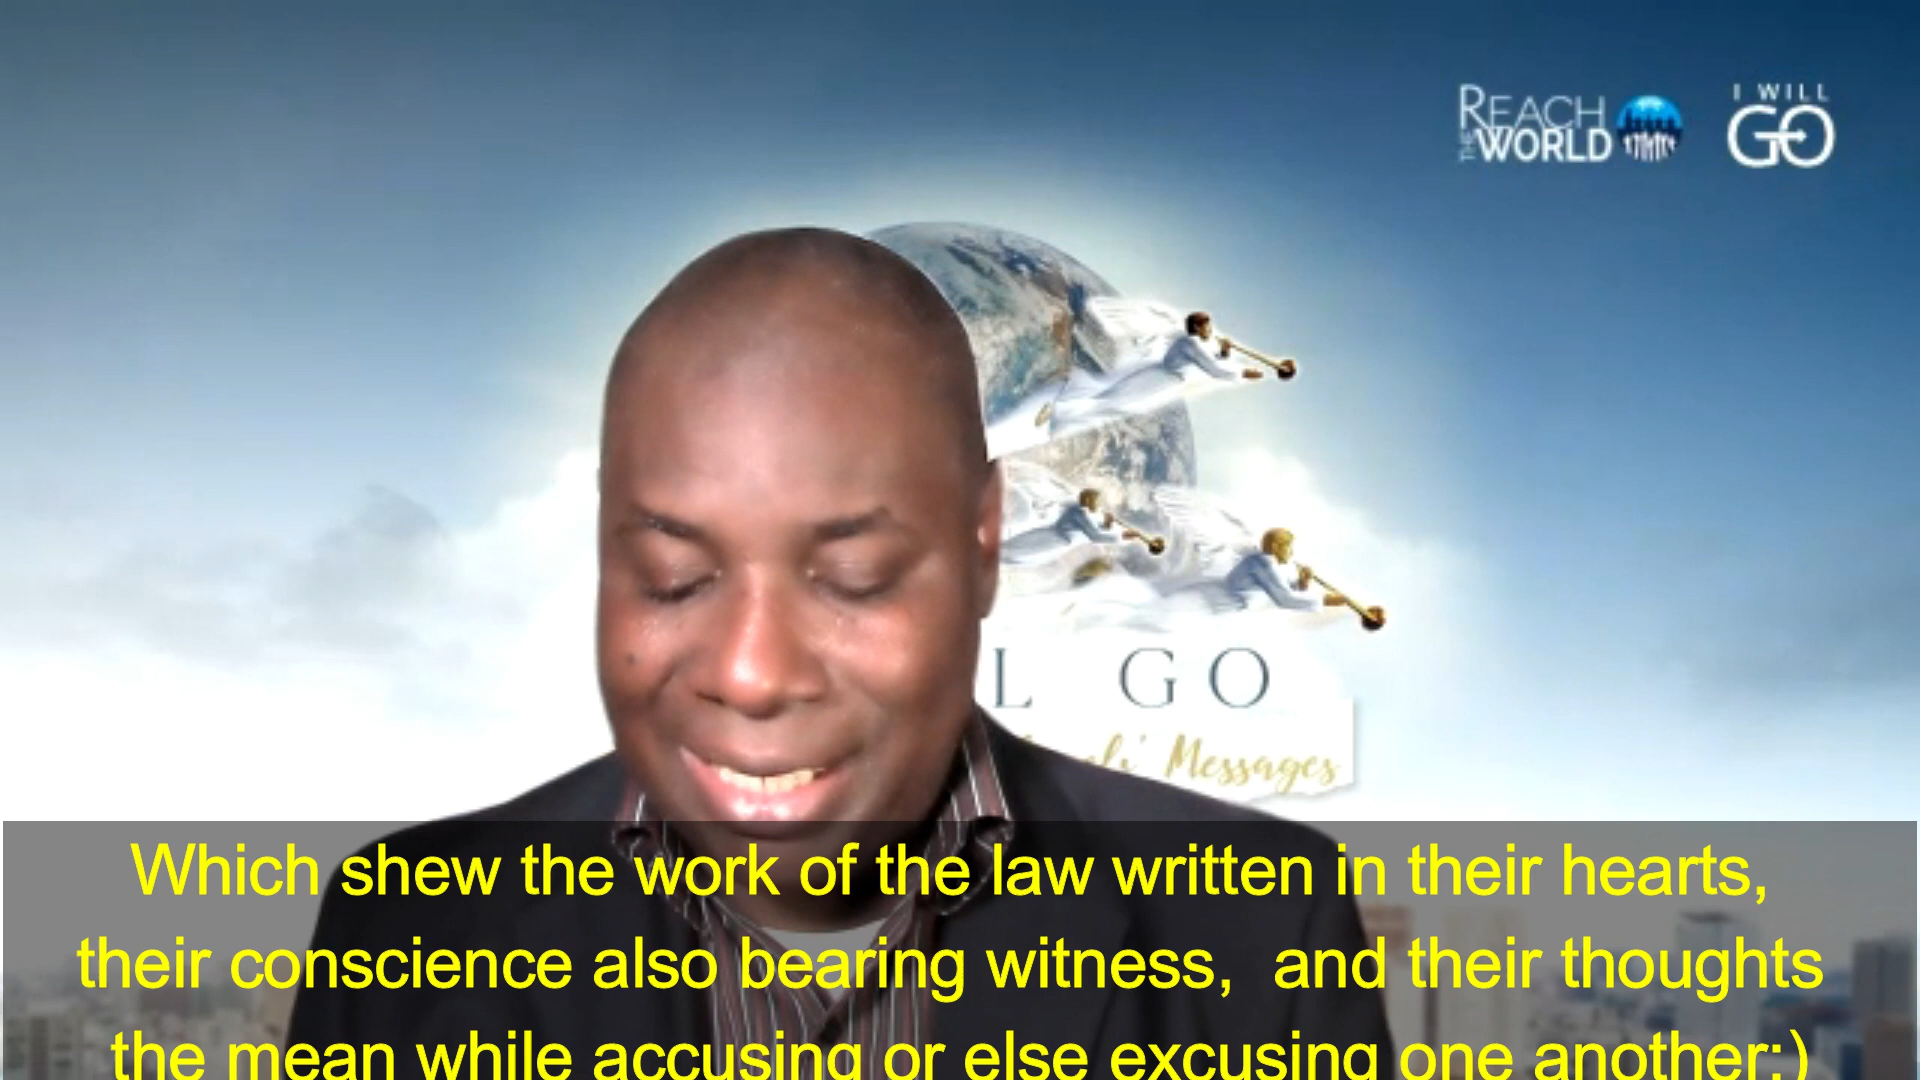 REACH
THE WORLD
I WILL
GO
L GO
Messages
Which shew the work of the law written in their hearts,
their conscience also bearing witness, and their thoughts
the mean while accusing or else excusing one another;)